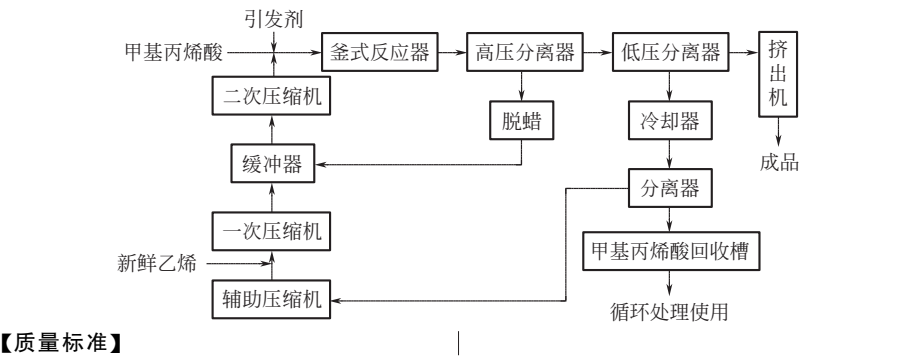 引发剂
甲基丙烯酸
釜式反应器
高压分离器
低压分离器
挤出机
二次压缩机
脱蜡
冷却器
成品
缓冲器
分离器
一次压缩机
甲基丙烯酸回收槽
新鲜乙烯
辅助压缩机
循环处理使用
【质量标准】